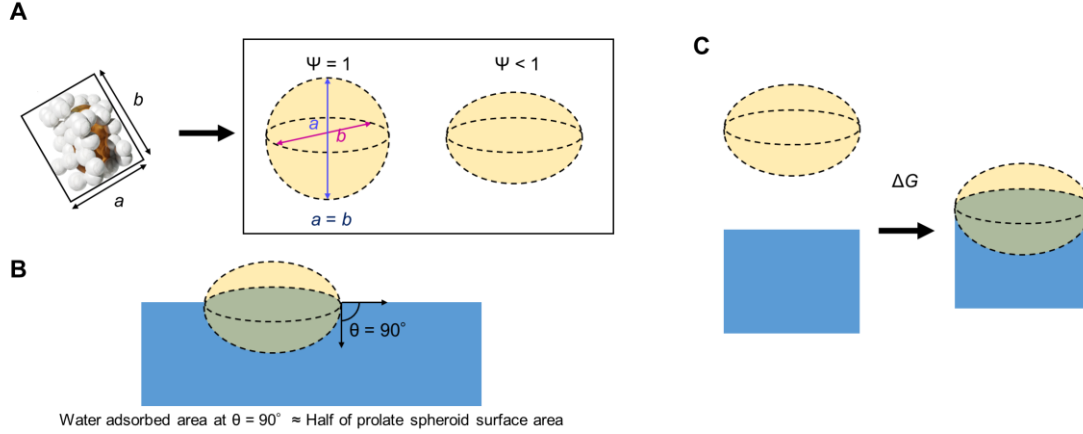 A
C
b
a
Ψ = 1
Ψ < 1
a
b
a = b
ΔG
B
θ = 90°
Water adsorbed area at θ = 90° ≈ Half of prolate spheroid surface area